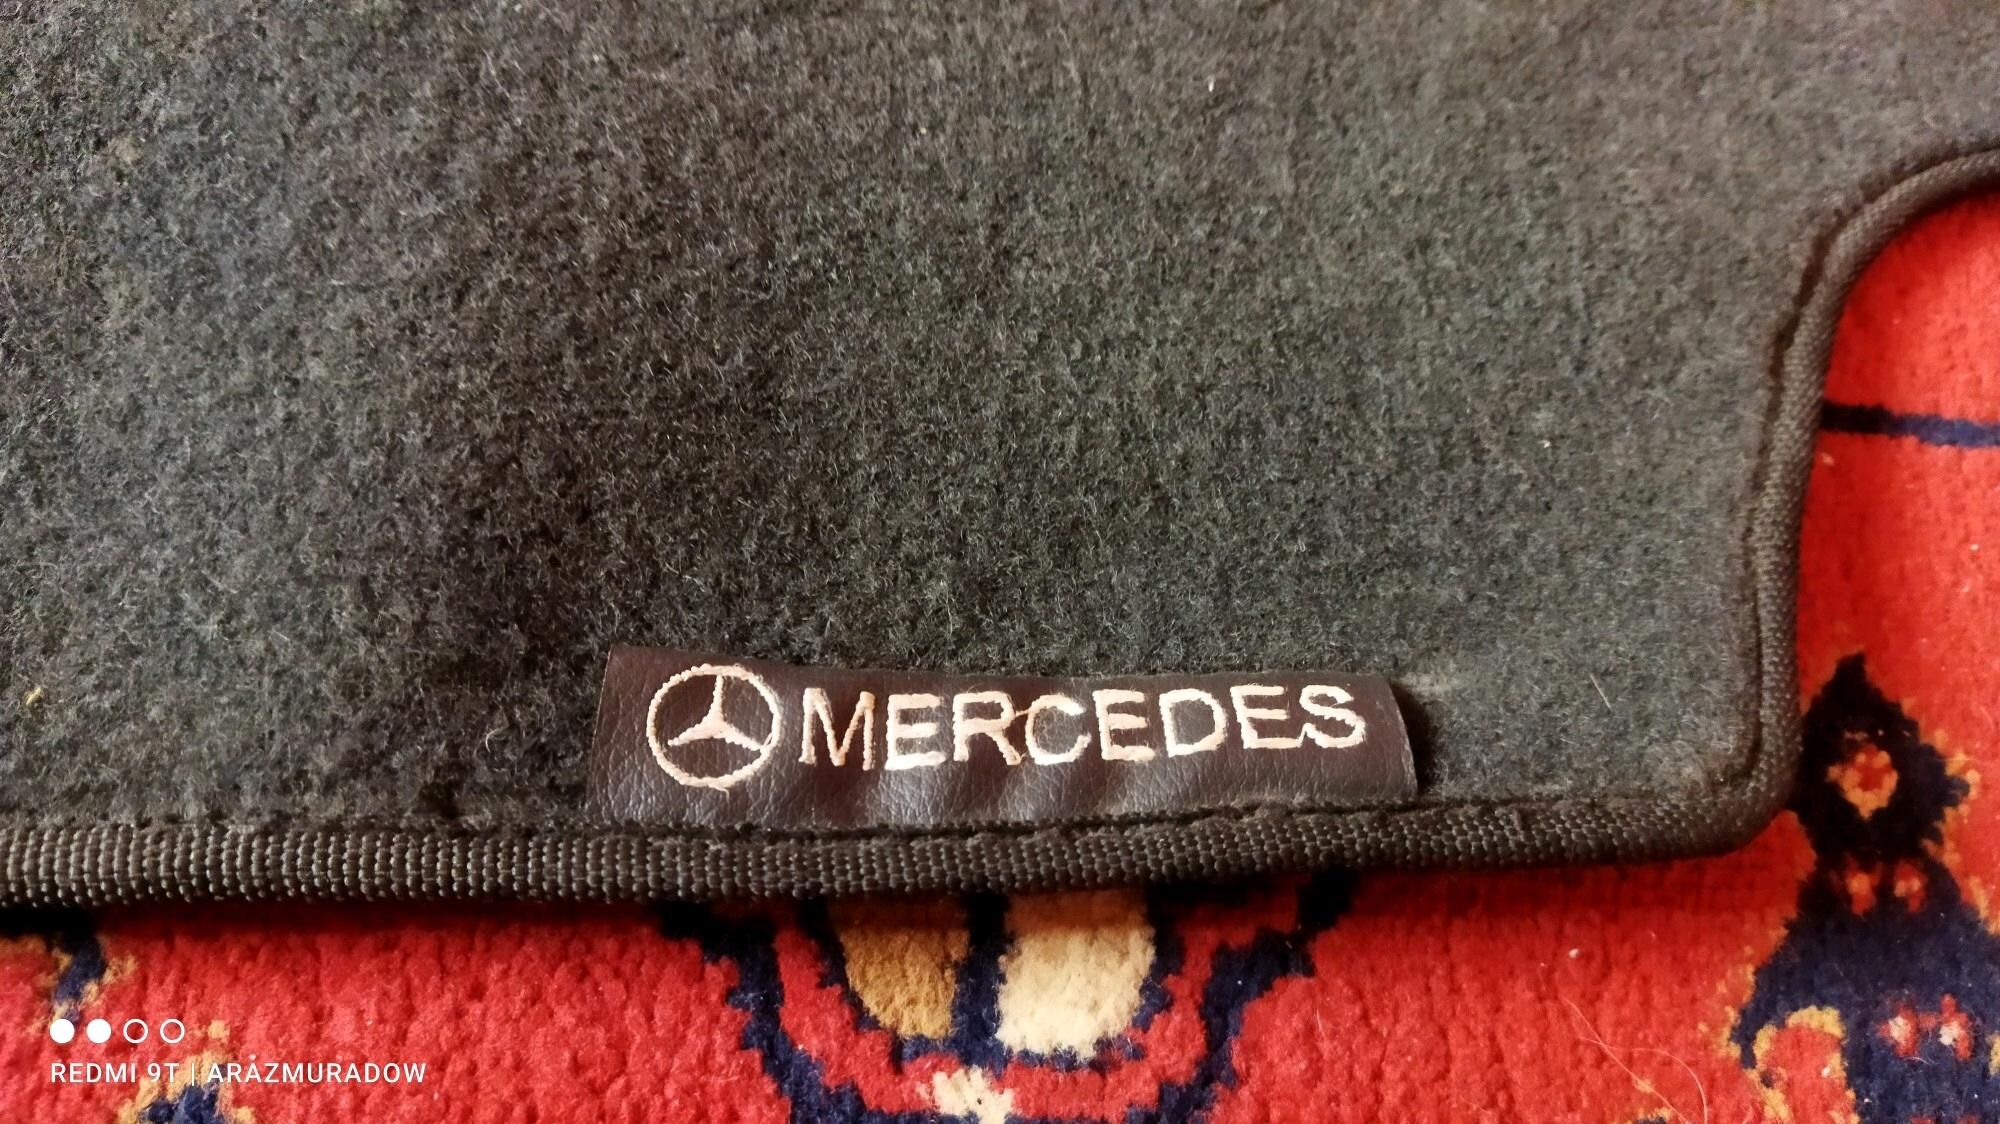 MERCEDES
REDMI 9T | ARAZMURADOW